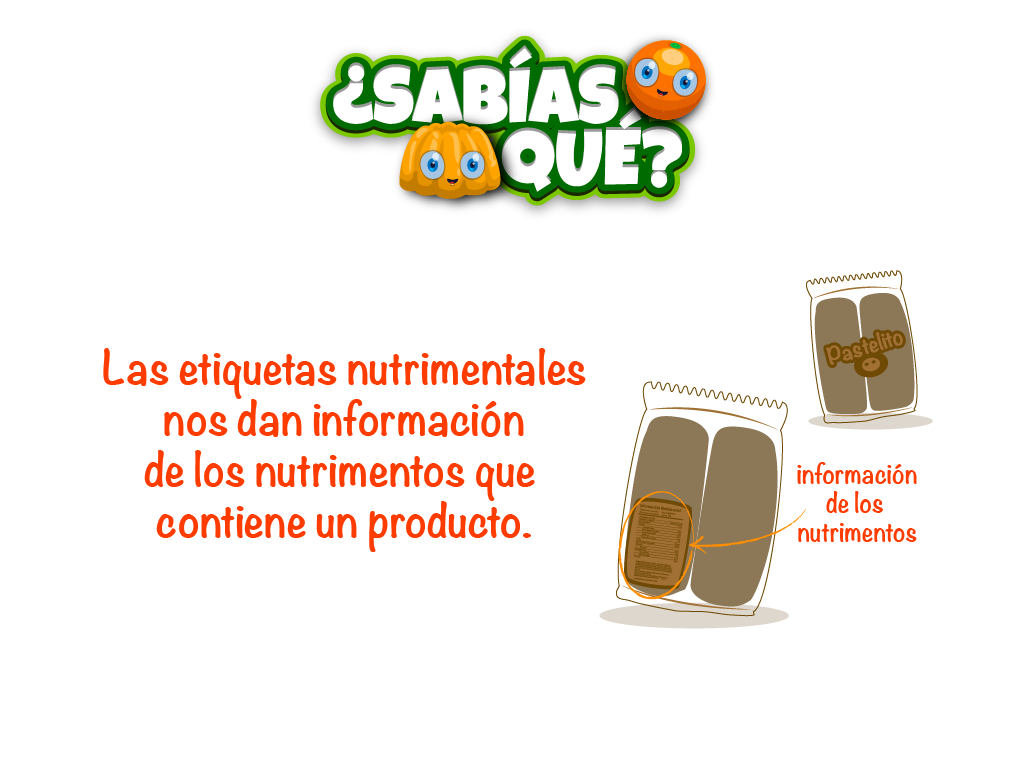 ¿SABÍAS
QUÉ?
Las etiquetas nutrimentales
nos dan información
de los nutrimentos que
contiene un producto.
Pastelito
información
de los
nutrimentos